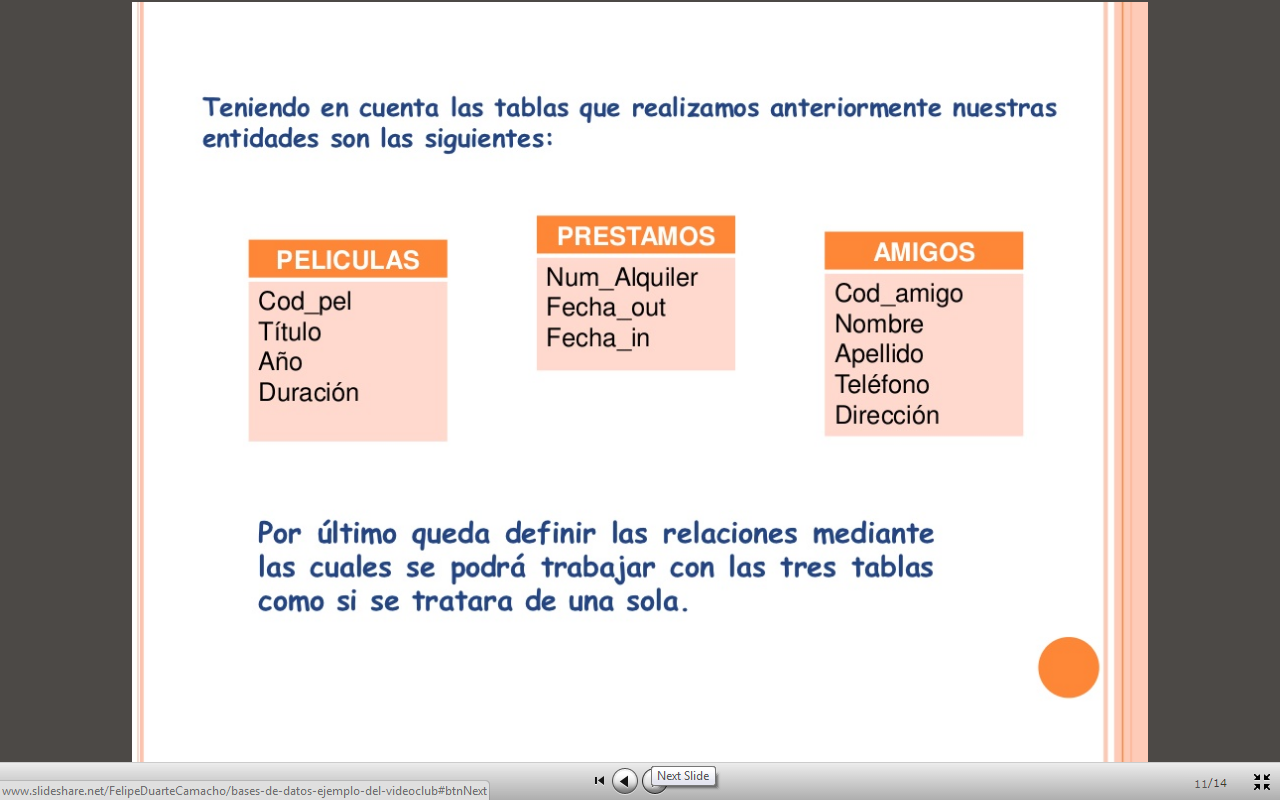 Teniendo en cuenta las tablas que realizamos anteriormente nuestras
entidades son las siguientes:
PELICULAS
Cod_pel
Título
Año
Duración
PRESTAMOS
Num_Alquiler
Fecha_out
Fecha_in
AMIGOS
Cod_amigo
Nombre
Apellido
Teléfono
Dirección
Por último queda definir las relaciones mediante
las cuales se podrá trabajar con las tres tablas
como si se tratara de una sola.
Next Slide
11/14
www.slideshare.net/FelipeDuarteCamacho/bases-de-datos-ejemplo-del-videoclub#btnNext